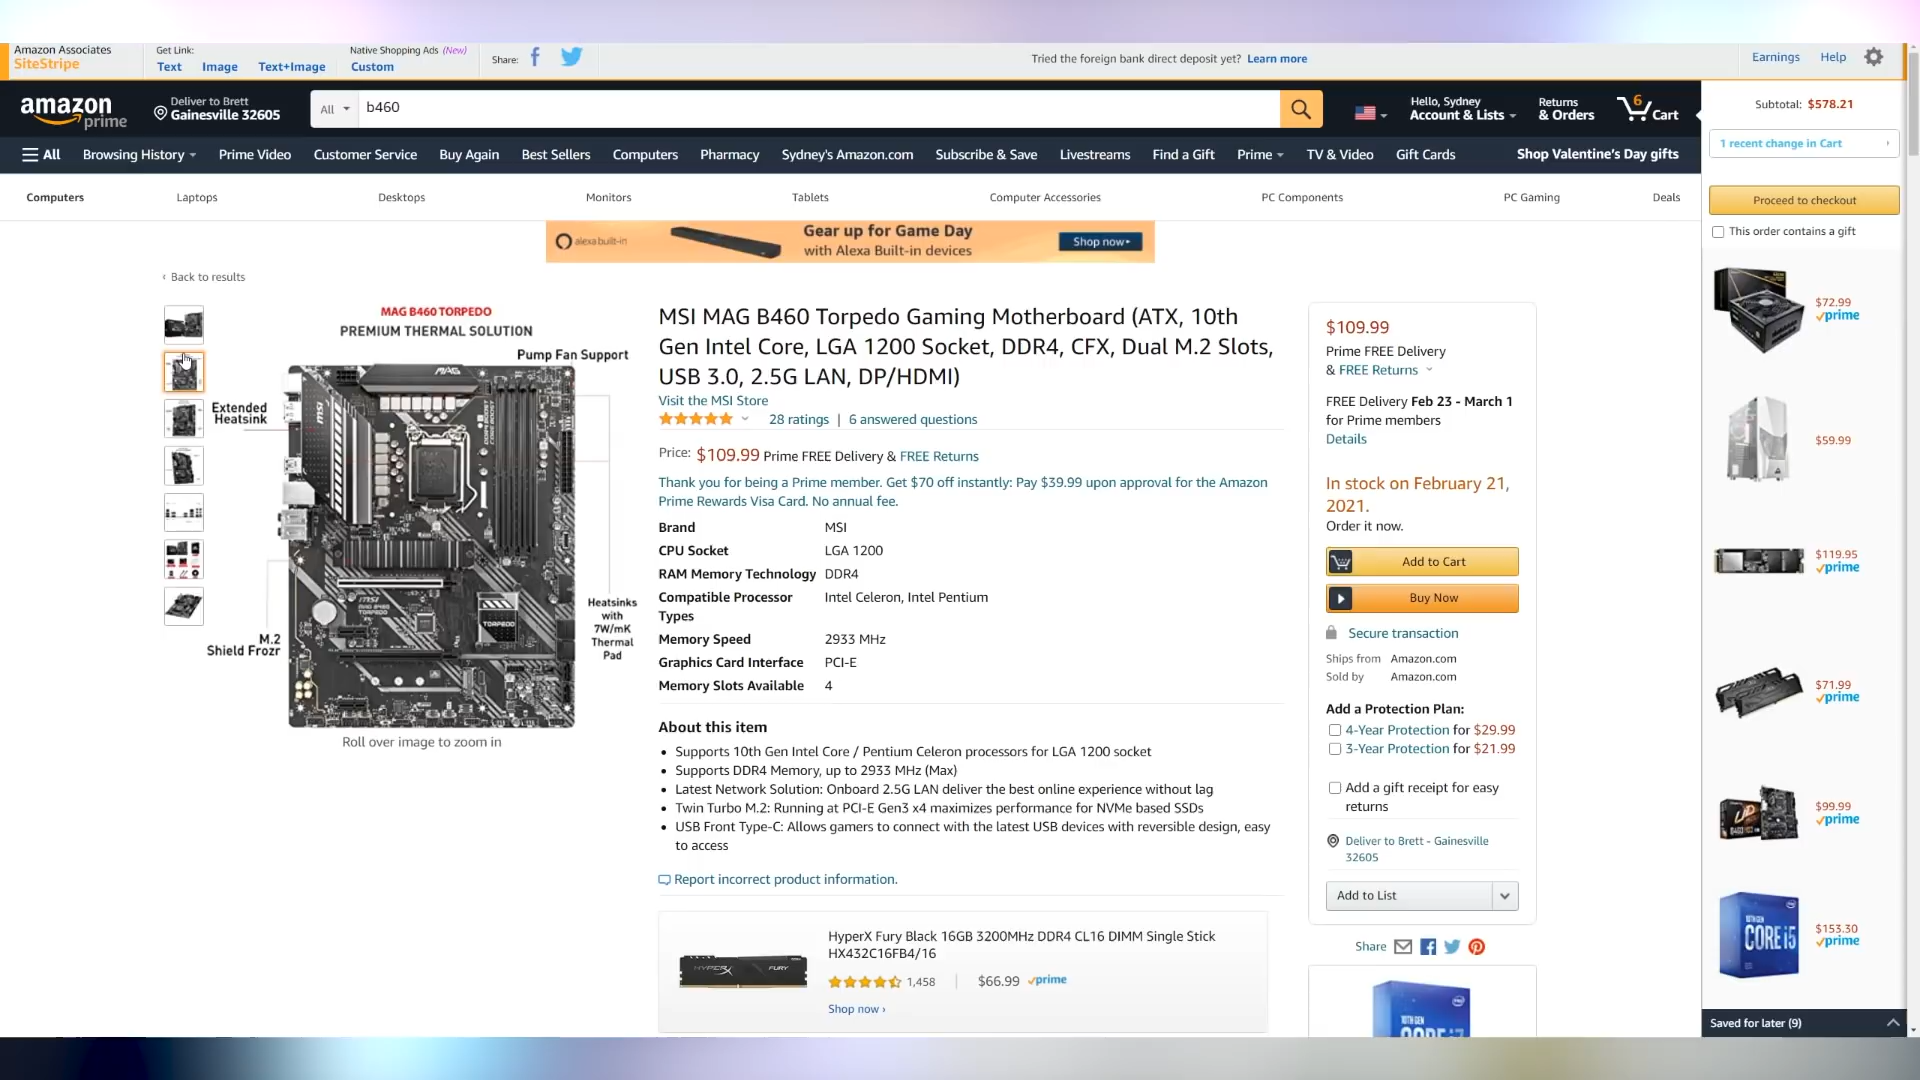 Amazon Associates
SiteStripe
Get Link:
Text Image Text+Image
Native Shopping Ads (New)
Custom
Share:
Tried the foreign bank direct deposit yet? Learn more
Earnings Help
amazon prime
Deliver to Brett
Gainesville 32605
All
b460
Hello, Sydney
Account & Lists
Returns
& Orders
6
Cart
All Browsing History Prime Video Customer Service Buy Again Best Sellers Computers Pharmacy Sydney's Amazon.com Subscribe & Save Livestreams Find a Gift Prime TV & Video Gift Cards Shop Valentine's Day gifts
Computers Laptops Desktops Monitors Tablets Computer Accessories PC Components PC Gaming Deals
alexa built-in
Gear up for Game Day
with Alexa Built-in devices
Shop now
‹ Back to results
MAG B460 TORPEDO
PREMIUM THERMAL SOLUTION
Pump Fan Support
Extended
Heatsink
M.2
Shield Frozr
Heatsinks
with
7W/mK
Thermal
Pad
MAG
msi
MAG B460
TORPEDO
TORPEDO
Roll over image to zoom in
MSI MAG B460 Torpedo Gaming Motherboard (ATX, 10th
Gen Intel Core, LGA 1200 Socket, DDR4, CFX, Dual M.2 Slots,
USB 3.0, 2.5G LAN, DP/HDMI)
Visit the MSI Store
28 ratings | 6 answered questions
Price: $109.99 Prime FREE Delivery & FREE Returns
Thank you for being a Prime member. Get $70 off instantly: Pay $39.99 upon approval for the Amazon
Prime Rewards Visa Card. No annual fee.
Brand MSI
CPU Socket LGA 1200
RAM Memory Technology DDR4
Compatible Processor Intel Celeron, Intel Pentium
Types
Memory Speed 2933 MHz
Graphics Card Interface PCI-E
Memory Slots Available 4
About this item
• Supports 10th Gen Intel Core / Pentium Celeron processors for LGA 1200 socket
• Supports DDR4 Memory, up to 2933 MHz (Max)
• Latest Network Solution: Onboard 2.5G LAN deliver the best online experience without lag
• Twin Turbo M.2: Running at PCI-E Gen3 x4 maximizes performance for NVMe based SSDs
• USB Front Type-C: Allows gamers to connect with the latest USB devices with reversible design, easy
to access
Report incorrect product information.
HYPERX FURY
HyperX Fury Black 16GB 3200MHz DDR4 CL16 DIMM Single Stick
HX432C16FB4/16
1,458 | $66.99 prime
Shop now ›
$109.99
Prime FREE Delivery
& FREE Returns
FREE Delivery Feb 23 - March 1
for Prime members
Details
In stock on February 21,
2021.
Order it now.
Add to Cart
Buy Now
Secure transaction
Ships from Amazon.com
Sold by Amazon.com
Add a Protection Plan:
4-Year Protection for $29.99
3-Year Protection for $21.99
Add a gift receipt for easy
returns
Deliver to Brett - Gainesville
32605
Add to List
Share
intel
10TH GEN
CORE i7
Subtotal: $578.21
1 recent change in Cart ›
Proceed to checkout
This order contains a gift
$72.99
prime
$59.99
$119.95
prime
$71.99
prime
$99.99
prime
10TH GEN
CORE i5
$153.30
prime
Saved for later (9)